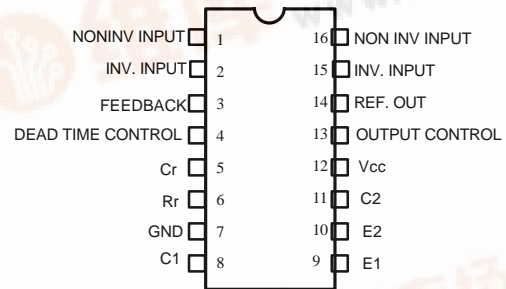 NONINV INPUT 1 16 NON INV INPUT
INV. INPUT 2 15 INV. INPUT
FEEDBACK 3 14 REF. OUT
DEAD TIME CONTROL 4 13 OUTPUT CONTROL
Cr 5 12 Vcc
Rr 6 11 C2
GND 7 10 E2
C1 8 9 E1